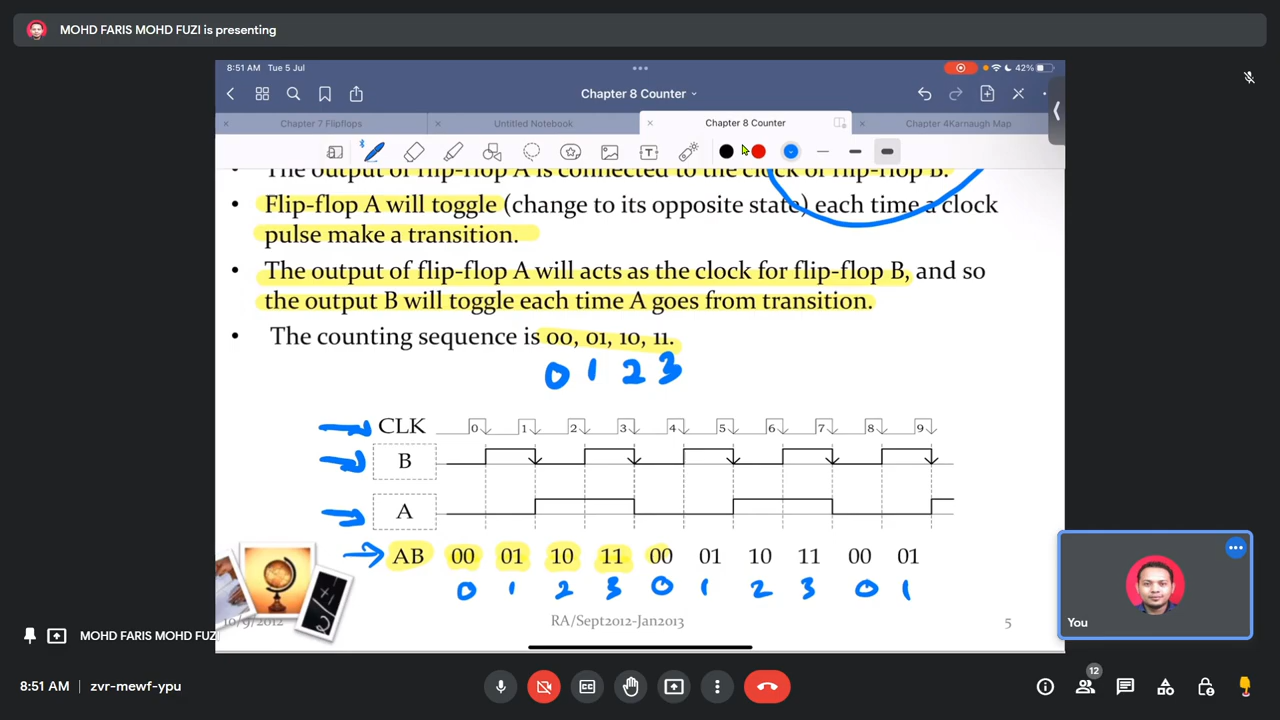 MOHD FARIS MOHD FUZI is presenting
8:51 AM Tue 5 Jul
42%
Chapter 8 Counter
Chapter 7 Flipflops
Untitled Notebook
Chapter 8 Counter
Chapter 4Karnaugh Map
• The output of flip-flop A is connected to the clock of flip-flop B.
• Flip-flop A will toggle (change to its opposite state) each time a clock
pulse make a transition.
• The output of flip-flop A will acts as the clock for flip-flop B, and so
the output B will toggle each time A goes from transition.
• The counting sequence is 00, 01, 10, 11.
0 1 2 3
CLK 0 1 2 3 4 5 6 7 8 9
B
A
AB 00 01 10 11 00 01 10 11 00 01
0 1 2 3 0 1 2 3 0 1
10/9/2012 RA/Sept2012-Jan2013 5
You
MOHD FARIS MOHD FUZI
8:51 AM zvr-mewf-ypu
12